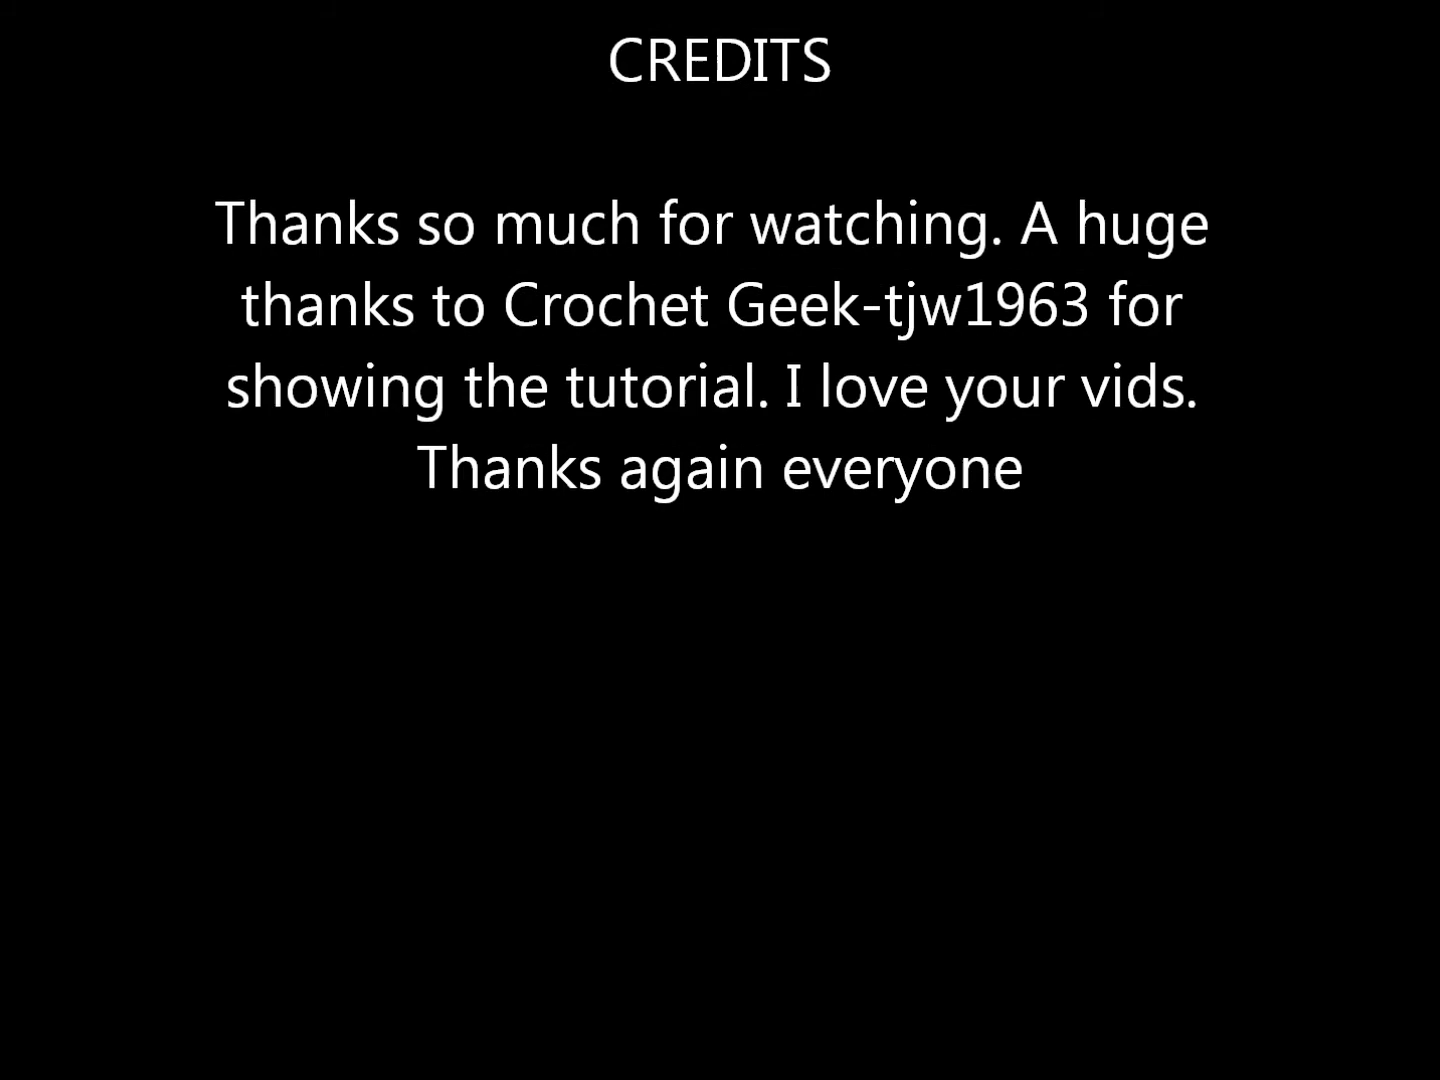 CREDITS
Thanks so much for watching. A huge
thanks to Crochet Geek-tjw1963 for
showing the tutorial. I love your vids.
Thanks again everyone